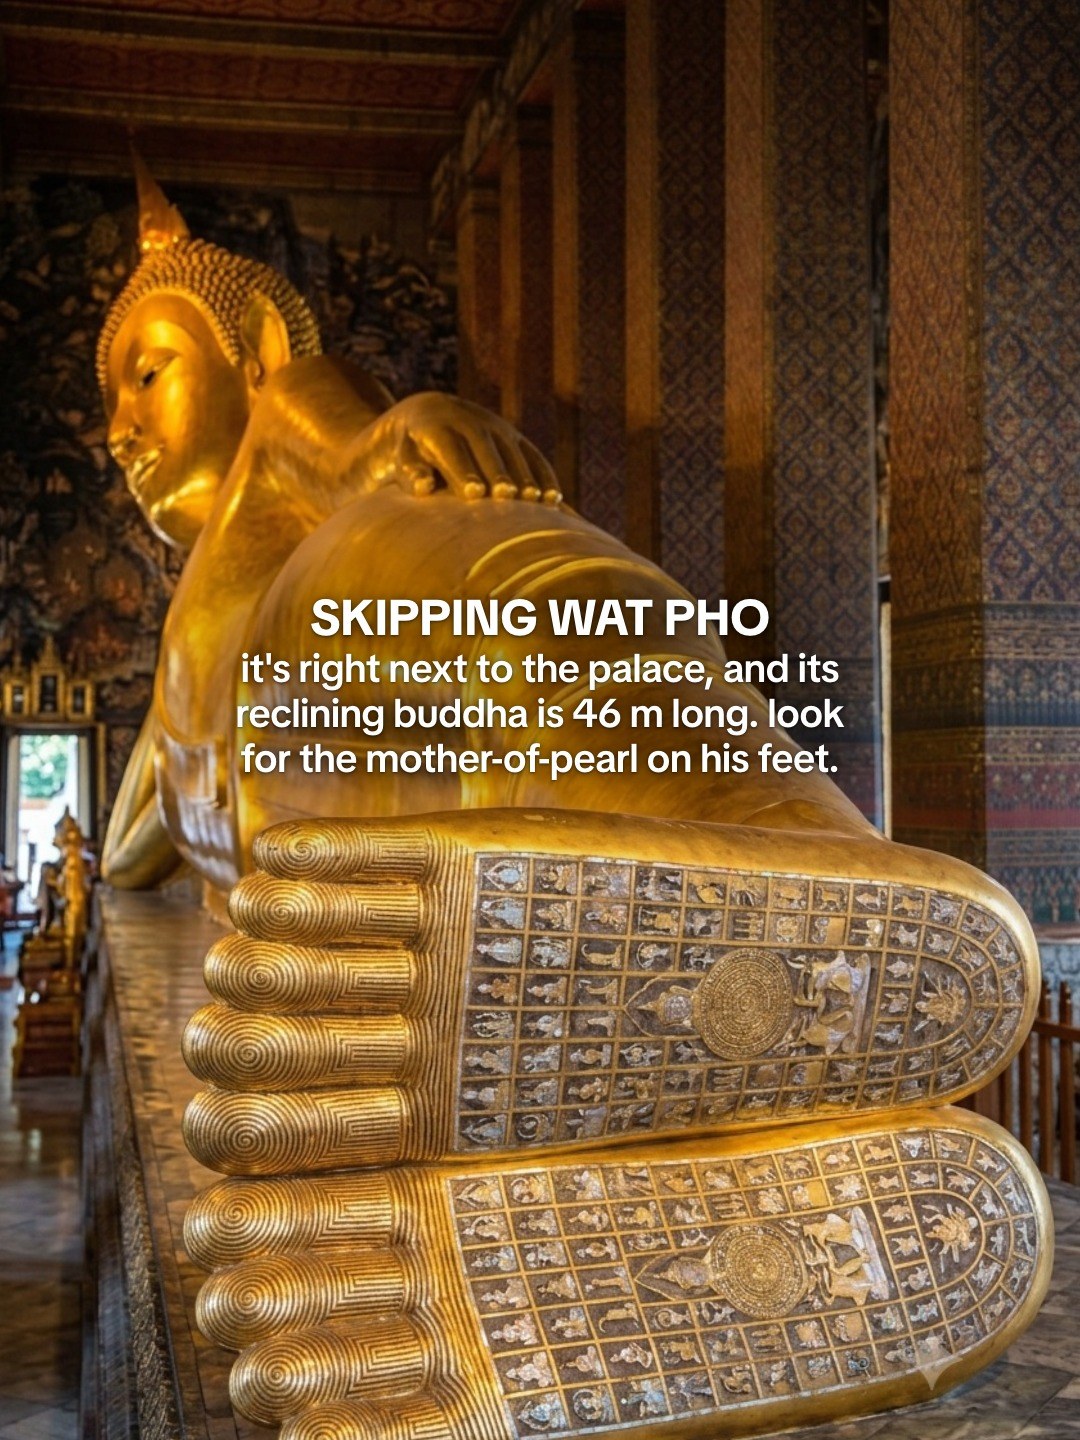 SKIPPING WAT PHO
it's right next to the palace, and its
reclining buddha is 46 m long. look
for the mother-of-pearl on his feet.